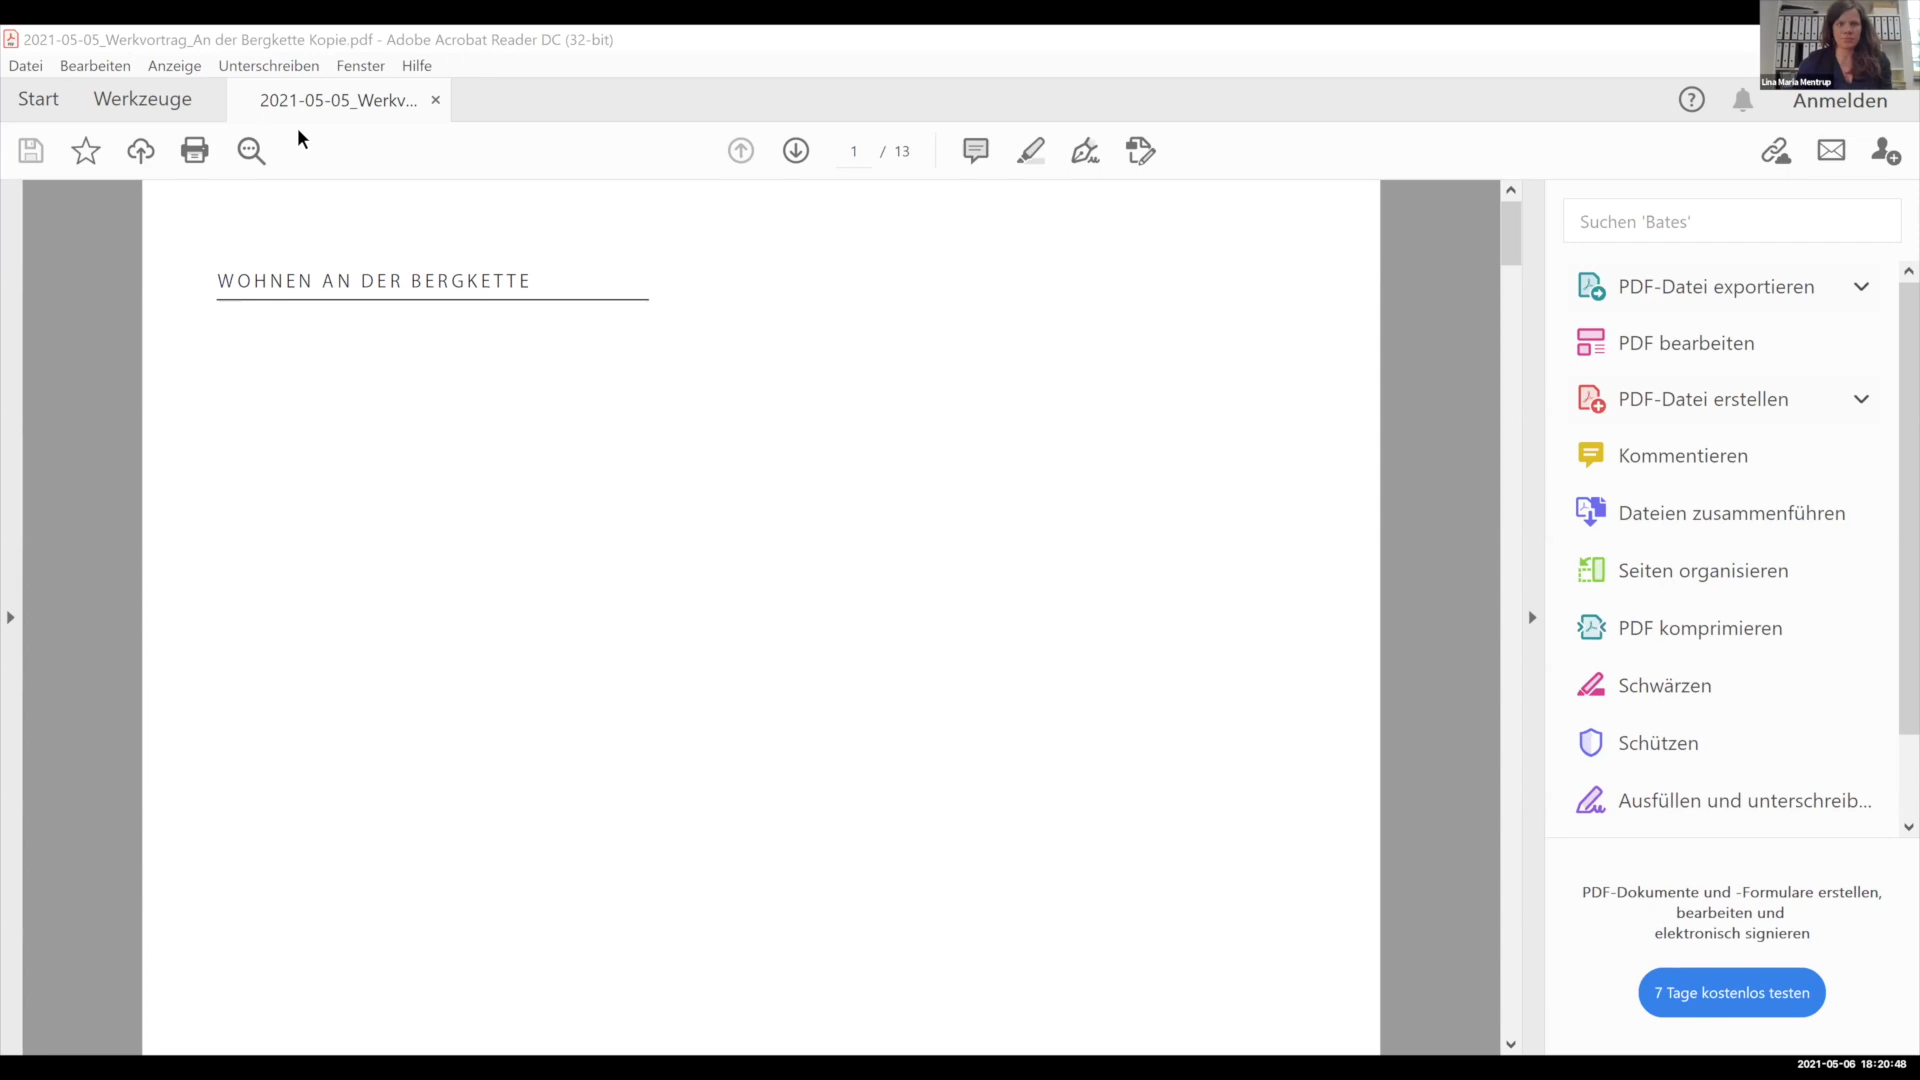 2021-05-05_Werkvortrag_An der Bergkette Kopie.pdf - Adobe Acrobat Reader DC (32-bit)
Datei Bearbeiten Anzeige Unterschreiben Fenster Hilfe
Lina Maria Mentrup
Start Werkzeuge 2021-05-05_Werkv... × ? Anmelden
1 / 13
WOHNEN AN DER BERGKETTE
Suchen 'Bates'
PDF-Datei exportieren
PDF bearbeiten
PDF-Datei erstellen
Kommentieren
Dateien zusammenführen
Seiten organisieren
PDF komprimieren
Schwärzen
Schützen
Ausfüllen und unterschreib...
PDF-Dokumente und -Formulare erstellen,
bearbeiten und
elektronisch signieren
7 Tage kostenlos testen
2021-05-06 18:20:48